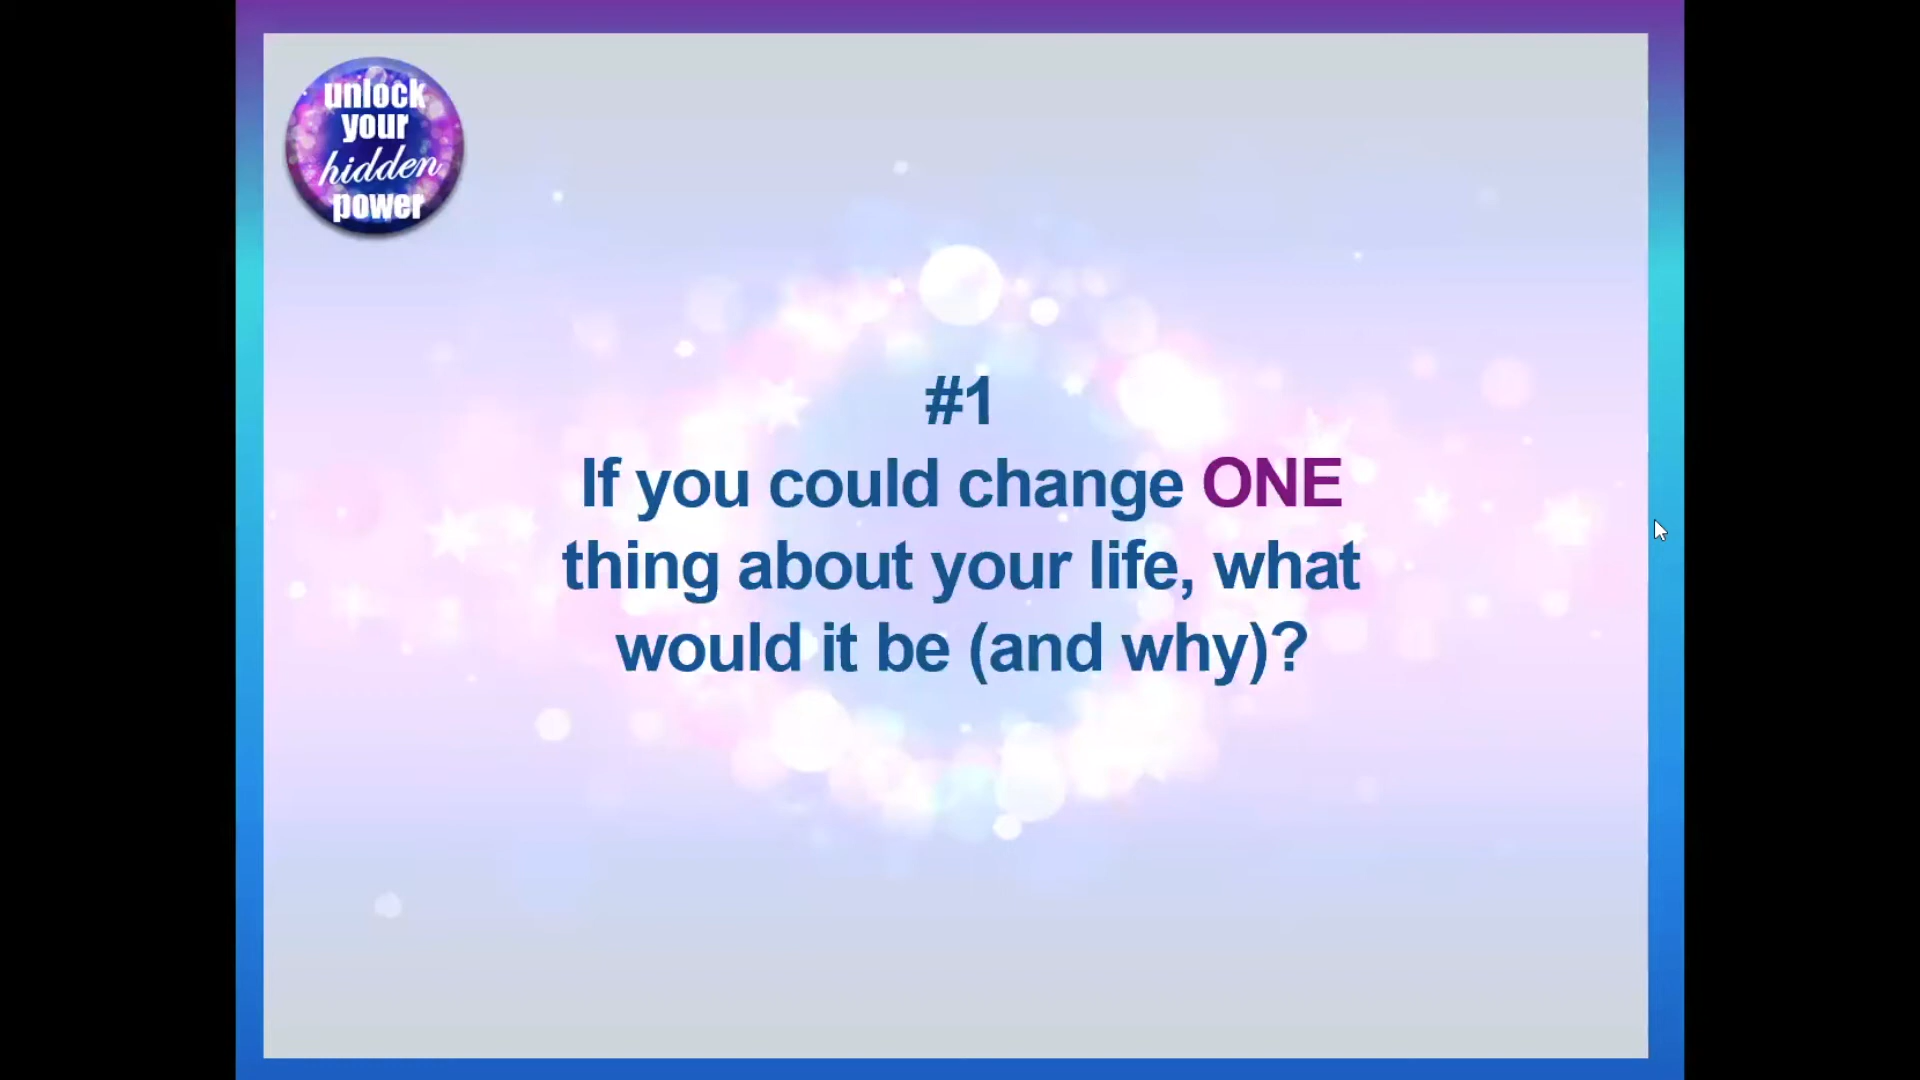 unlock
your
hidden
power
#1
If you could change ONE
thing about your life, what
would it be (and why)?